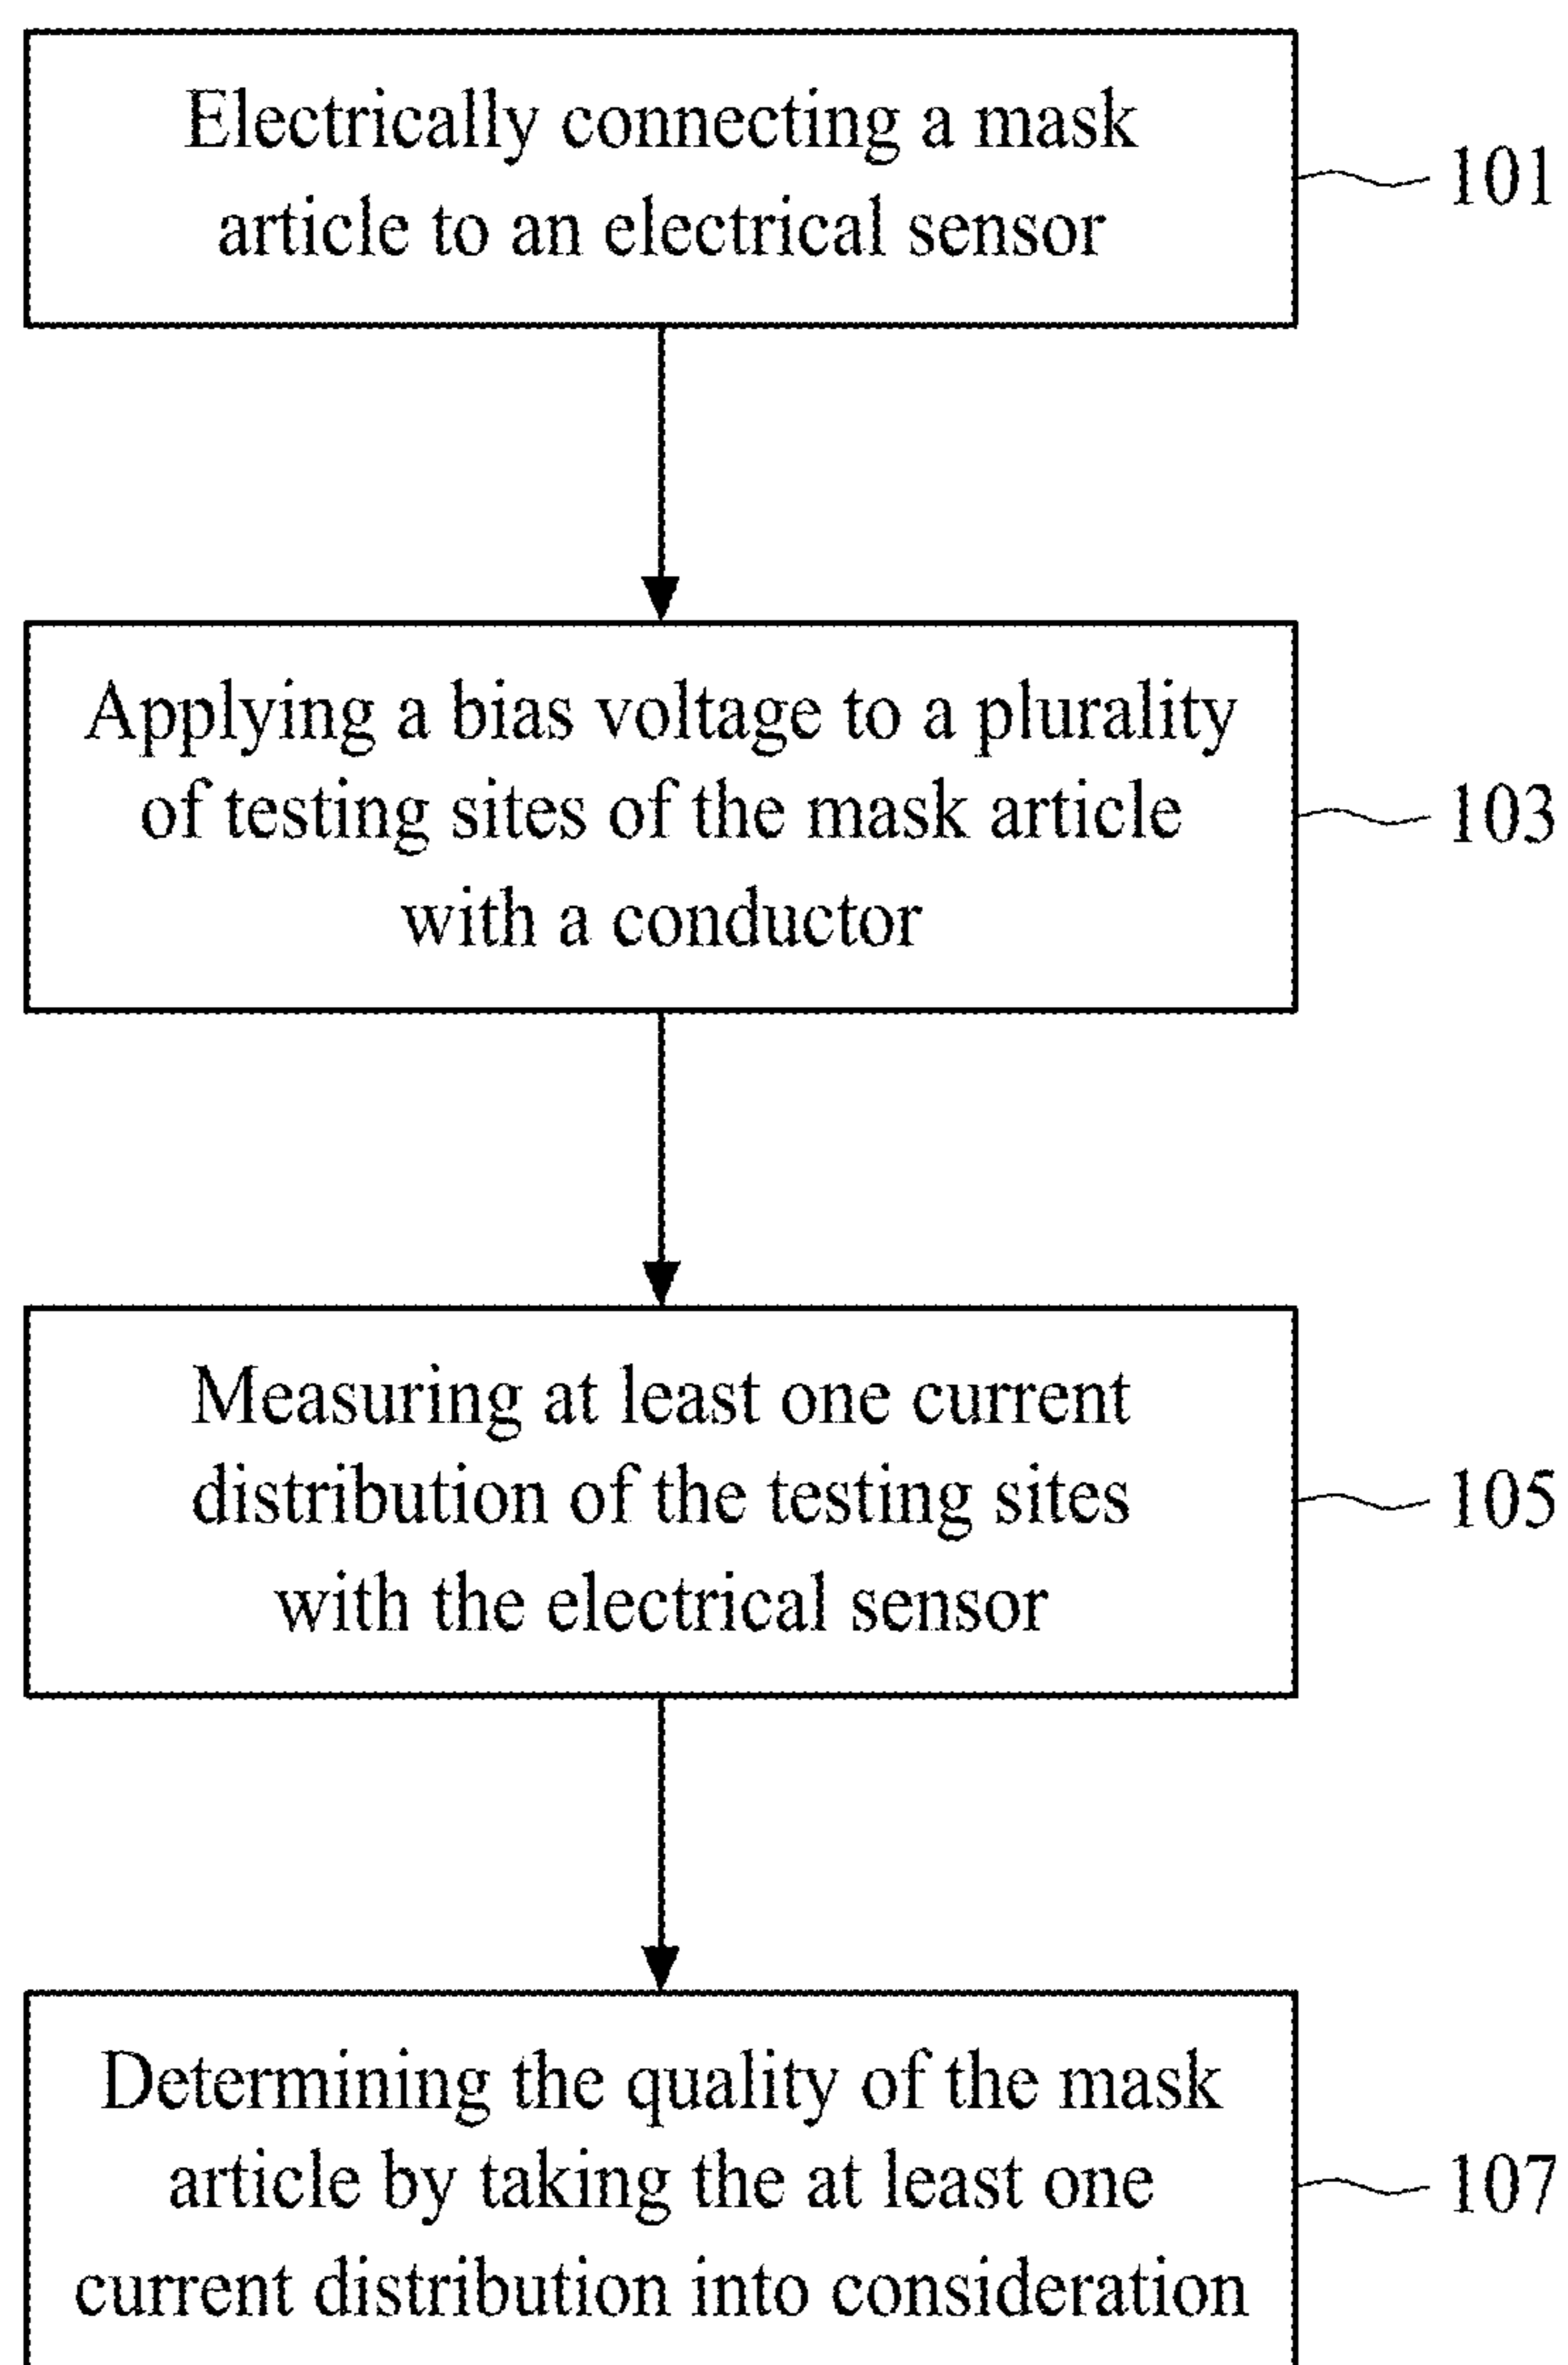 Electrically connecting a mask
article to an electrical sensor
101
Applying a bias voltage to a plurality
of testing sites of the mask article
with a conductor
103
Measuring at least one current
distribution of the testing sites
with the electrical sensor
105
Determining the quality of the mask
article by taking the at least one
current distribution into consideration
107